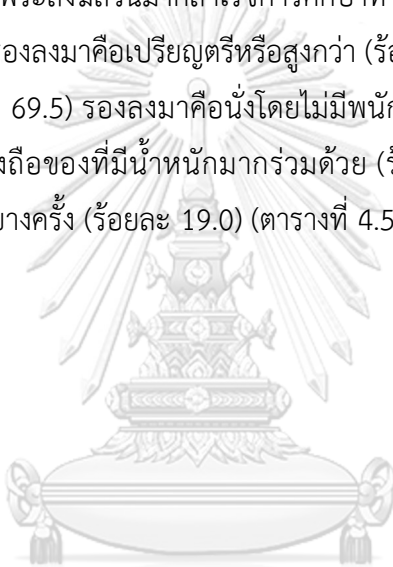 องลงมาคือเปรียญตรีหรือสูงกว่า (ร้อ
69.5) รองลงมาคือนั่งโดยไม่มีพนัก
งถือของที่มีน้ำหนักมากร่วมด้วย (ร้
บางครั้ง (ร้อยละ 19.0) (ตารางที่ 4.5